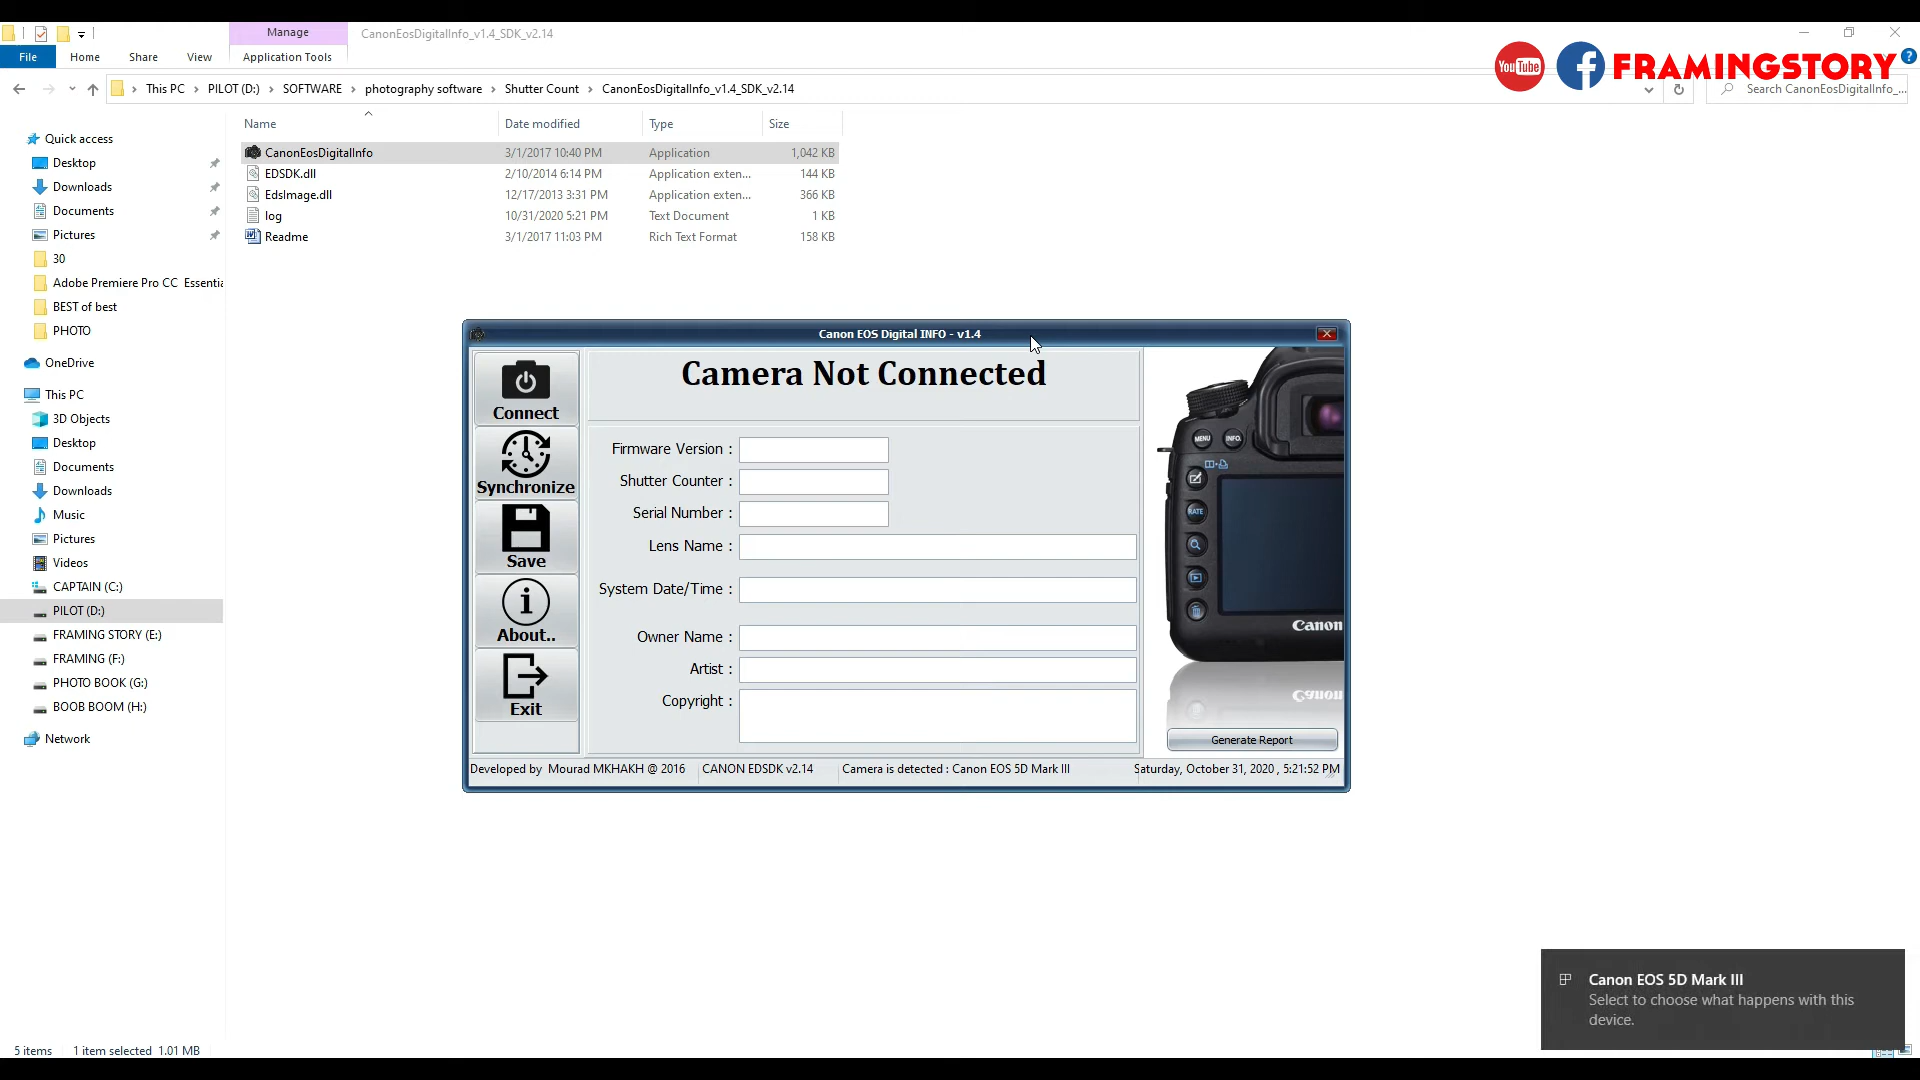 Manage
CanonEosDigitalInfo_v1.4_SDK_v2.14
File
Home
Share
View
Application Tools
YouTube
f FRAMINGSTORY
?
This PC > PILOT (D:) > SOFTWARE > photography software > Shutter Count > CanonEosDigitalInfo_v1.4_SDK_v2.14
Search CanonEosDigitalInfo_...
Name
Date modified
Type
Size
CanonEosDigitalInfo 3/1/2017 10:40 PM Application 1,042 KB
EDSDK.dll 2/10/2014 6:14 PM Application exten... 144 KB
EdsImage.dll 12/17/2013 3:31 PM Application exten... 366 KB
log 10/31/2020 5:21 PM Text Document 1 KB
Readme 3/1/2017 11:03 PM Rich Text Format 158 KB
Quick access
Desktop
Downloads
Documents
Pictures
30
Adobe Premiere Pro CC Essentia
BEST of best
PHOTO
OneDrive
This PC
3D Objects
Desktop
Documents
Downloads
Music
Pictures
Videos
CAPTAIN (C:)
PILOT (D:)
FRAMING STORY (E:)
FRAMING (F:)
PHOTO BOOK (G:)
BOOB BOOM (H:)
Network
Canon EOS Digital INFO - v1.4
Connect
Synchronize
Save
About..
Exit
Camera Not Connected
Firmware Version :
Shutter Counter :
Serial Number :
Lens Name :
System Date/Time :
Owner Name :
Artist :
Copyright :
MENU
INFO.
RATE
Canon
Generate Report
Developed by Mourad MKHAKH @ 2016
CANON EDSDK v2.14
Camera is detected : Canon EOS 5D Mark III
Saturday, October 31, 2020 , 5:21:52 PM
Canon EOS 5D Mark III
Select to choose what happens with this
device.
5 items
1 item selected 1.01 MB